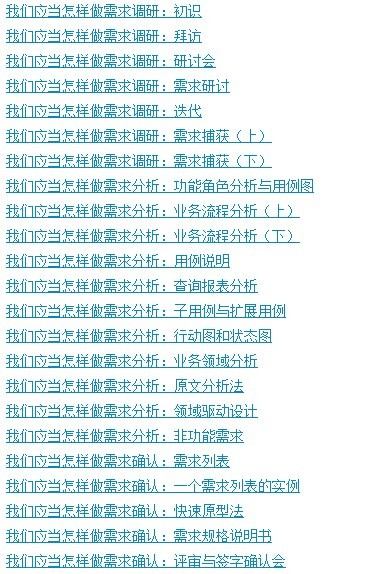 我们应当怎样做需求调研：初识
我们应当怎样做需求调研：拜访
我们应当怎样做需求调研：研讨会
我们应当怎样做需求调研：需求研讨
我们应当怎样做需求调研：迭代
我们应当怎样做需求调研：需求捕获（上）
我们应当怎样做需求调研：需求捕获（下）
我们应当怎样做需求分析：功能角色分析与用例图
我们应当怎样做需求分析：业务流程分析（上）
我们应当怎样做需求分析：业务流程分析（下）
我们应当怎样做需求分析：用例说明
我们应当怎样做需求分析：查询报表分析
我们应当怎样做需求分析：子用例与扩展用例
我们应当怎样做需求分析：行动图和状态图
我们应当怎样做需求分析：业务领域分析
我们应当怎样做需求分析：原文分析法
我们应当怎样做需求分析：领域驱动设计
我们应当怎样做需求分析：非功能需求
我们应当怎样做需求确认：需求列表
我们应当怎样做需求确认：一个需求列表的实例
我们应当怎样做需求确认：快速原型法
我们应当怎样做需求确认：需求规格说明书
我们应当怎样做需求确认：评审与签字确认会